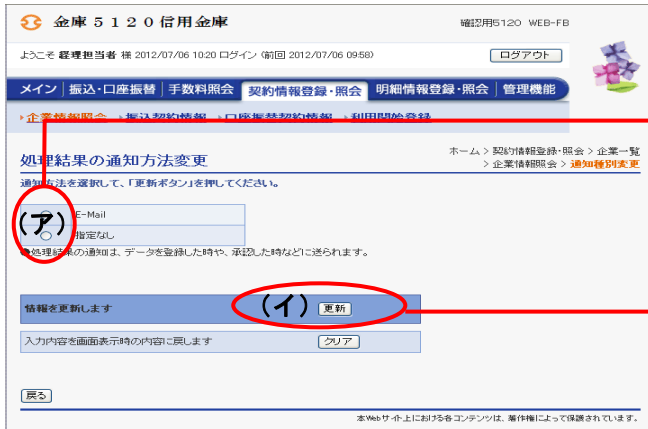 金庫５１２０信用金庫
確認用5120 WEB-FB
ようこそ 経理担当者 様 2012/07/06 10:20 ログイン (前回 2012/07/06 09:58)
ログアウト
メイン 振込・口座振替 手数料照会 契約情報登録・照会 明細情報登録・照会 管理機能
企業情報照会 振込契約情報 口座振替契約情報 利用開始登録
ホーム > 契約情報登録・照会 > 企業一覧
> 企業情報照会 > 通知種別変更
処理結果の通知方法変更
通知方法を選択して、「更新ボタン」を押してください。
(ア)
E-Mail
指定なし
●処理結果の通知は、データを登録した時や、承認した時などに送られます。
情報を更新します (イ) 更新
入力内容を画面表示時の内容に戻します クリア
戻る
本Webサイト上における各コンテンツは、著作権によって保護されています。